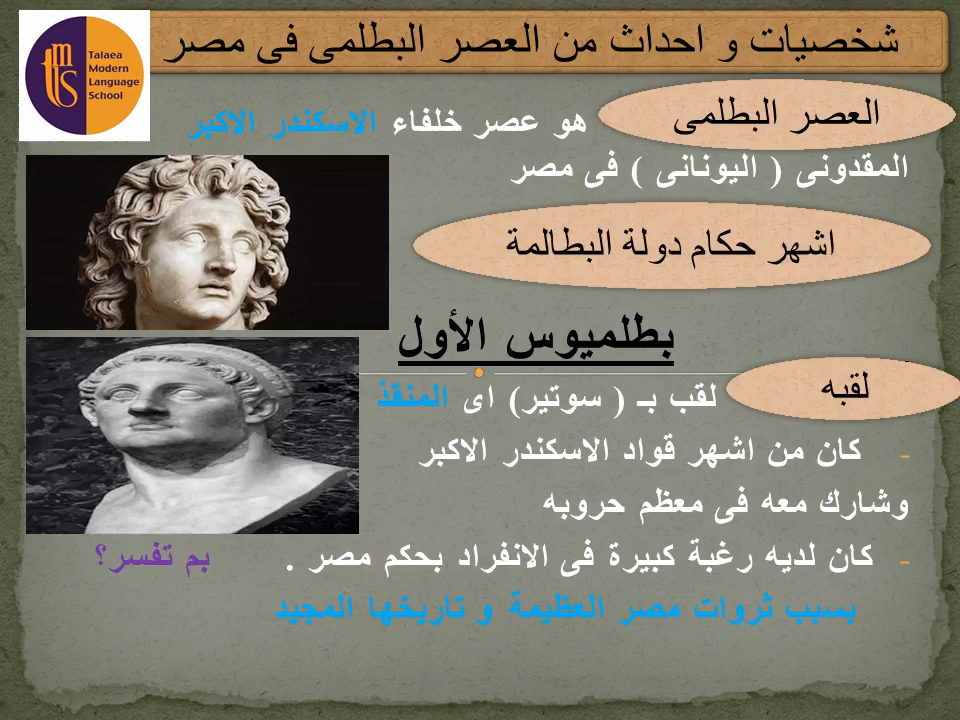 Talaea
Modern
Language
School
شخصيات و احداث من العصر البطلمى فى مصر
العصر البطلمى
هو عصر خلفاء الاسكندر الاكبر
المقدونى ( اليونانى ) فى مصر
اشهر حكام دولة البطالمة
بطلميوس الأول
لقبه
لقب بـ ( سوتير) اى المنقذ
- كان من اشهر قواد الاسكندر الاكبر
وشارك معه فى معظم حروبه
- كان لديه رغبة كبيرة فى الانفراد بحكم مصر . بم تفسر؟
بسبب ثروات مصر العظيمة و تاريخها المجيد